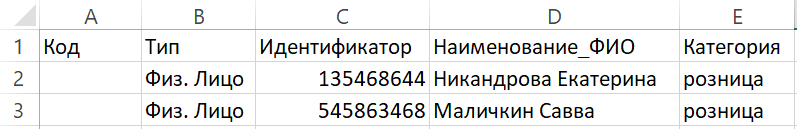 A B C D E
1 Код Тип Идентификатор Наименование_ФИО Категория
2 Физ. Лицо 135468644 Никандрова Екатерина розница
3 Физ. Лицо 545863468 Маличкин Савва розница